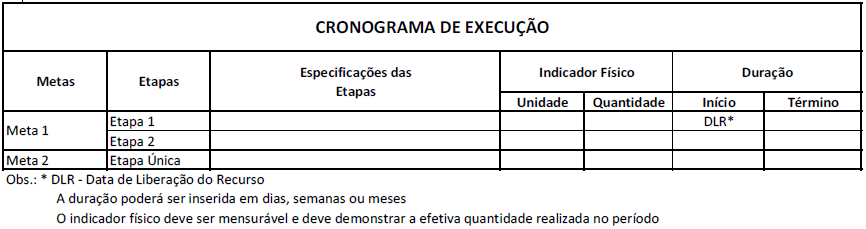 CRONOGRAMA DE EXECUÇÃO
Metas Etapas Especificações das Etapas Indicador Físico Duração
Unidade Quantidade Início Término
Meta 1 Etapa 1 DLR*
Etapa 2
Meta 2 Etapa Única
Obs.: * DLR - Data de Liberação do Recurso
A duração poderá ser inserida em dias, semanas ou meses
O indicador físico deve ser mensurável e deve demonstrar a efetiva quantidade realizada no período